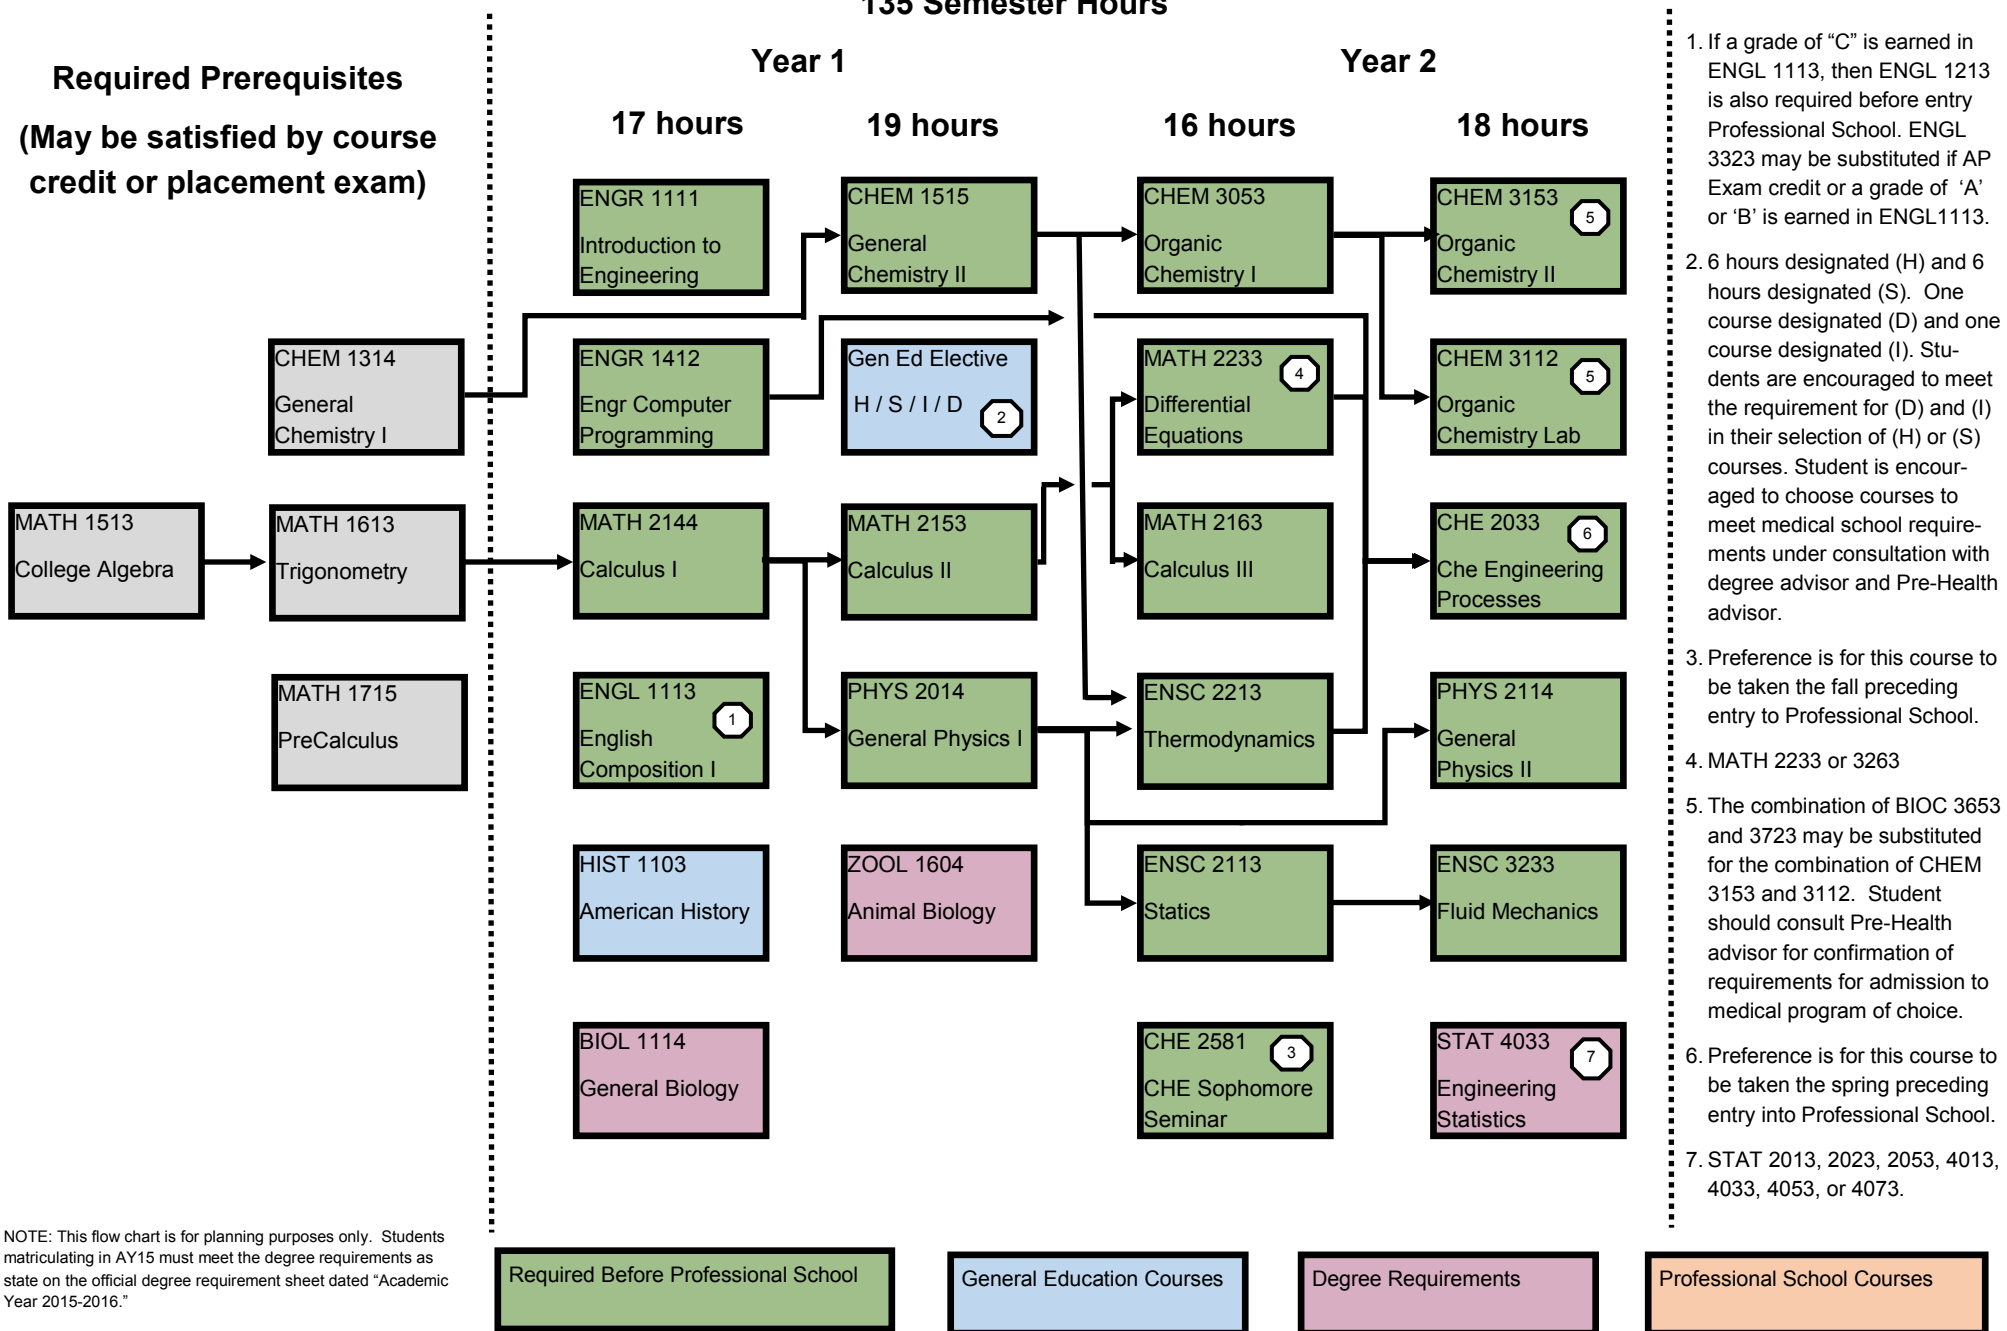 135 Semester Hours
Required Prerequisites
(May be satisfied by course
credit or placement exam)
Year 1
Year 2
17 hours
19 hours
16 hours
18 hours
CHEM 1314
General
Chemistry I
MATH 1513
College Algebra
MATH 1613
Trigonometry
MATH 1715
PreCalculus
ENGR 1111
Introduction to
Engineering
ENGR 1412
Engr Computer
Programming
MATH 2144
Calculus I
ENGL 1113
1
English
Composition I
HIST 1103
American History
BIOL 1114
General Biology
CHEM 1515
General
Chemistry II
Gen Ed Elective
H / S / I / D
2
MATH 2153
Calculus II
PHYS 2014
General Physics I
ZOOL 1604
Animal Biology
CHEM 3053
Organic
Chemistry I
MATH 2233
4
Differential
Equations
MATH 2163
Calculus III
ENSC 2213
Thermodynamics
ENSC 2113
Statics
CHE 2581
3
CHE Sophomore
Seminar
CHEM 3153
5
Organic
Chemistry II
CHEM 3112
5
Organic
Chemistry Lab
CHE 2033
6
Che Engineering
Processes
PHYS 2114
General
Physics II
ENSC 3233
Fluid Mechanics
STAT 4033
7
Engineering
Statistics
1. If a grade of “C” is earned in
ENGL 1113, then ENGL 1213
is also required before entry
Professional School. ENGL
3323 may be substituted if AP
Exam credit or a grade of ‘A’
or ‘B’ is earned in ENGL1113.
2. 6 hours designated (H) and 6
hours designated (S). One
course designated (D) and one
course designated (I). Stu-
dents are encouraged to meet
the requirement for (D) and (I)
in their selection of (H) or (S)
courses. Student is encour-
aged to choose courses to
meet medical school require-
ments under consultation with
degree advisor and Pre-Health
advisor.
3. Preference is for this course to
be taken the fall preceding
entry to Professional School.
4. MATH 2233 or 3263
5. The combination of BIOC 3653
and 3723 may be substituted
for the combination of CHEM
3153 and 3112. Student
should consult Pre-Health
advisor for confirmation of
requirements for admission to
medical program of choice.
6. Preference is for this course to
be taken the spring preceding
entry into Professional School.
7. STAT 2013, 2023, 2053, 4013,
4033, 4053, or 4073.
NOTE: This flow chart is for planning purposes only. Students
matriculating in AY15 must meet the degree requirements as
state on the official degree requirement sheet dated “Academic
Year 2015-2016.”
Required Before Professional School
General Education Courses
Degree Requirements
Professional School Courses